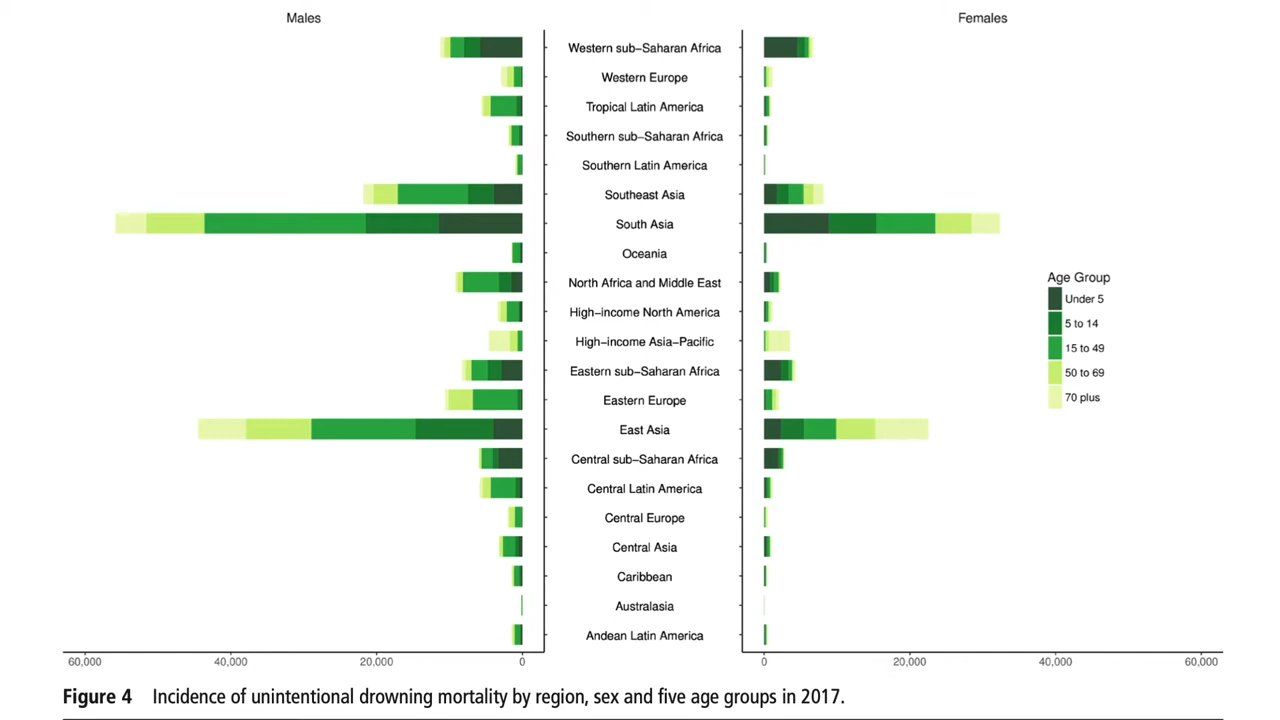 Males
Females
Western sub-Saharan Africa
Western Europe
Tropical Latin America
Southern sub-Saharan Africa
Southern Latin America
Southeast Asia
South Asia
Oceania
North Africa and Middle East
High-income North America
High-income Asia-Pacific
Eastern sub-Saharan Africa
Eastern Europe
East Asia
Central sub-Saharan Africa
Central Latin America
Central Europe
Central Asia
Caribbean
Australasia
Andean Latin America
Age Group
Under 5
5 to 14
15 to 49
50 to 69
70 plus
60,000 40,000 20,000 0 0 20,000 40,000 60,000
Figure 4 Incidence of unintentional drowning mortality by region, sex and five age groups in 2017.